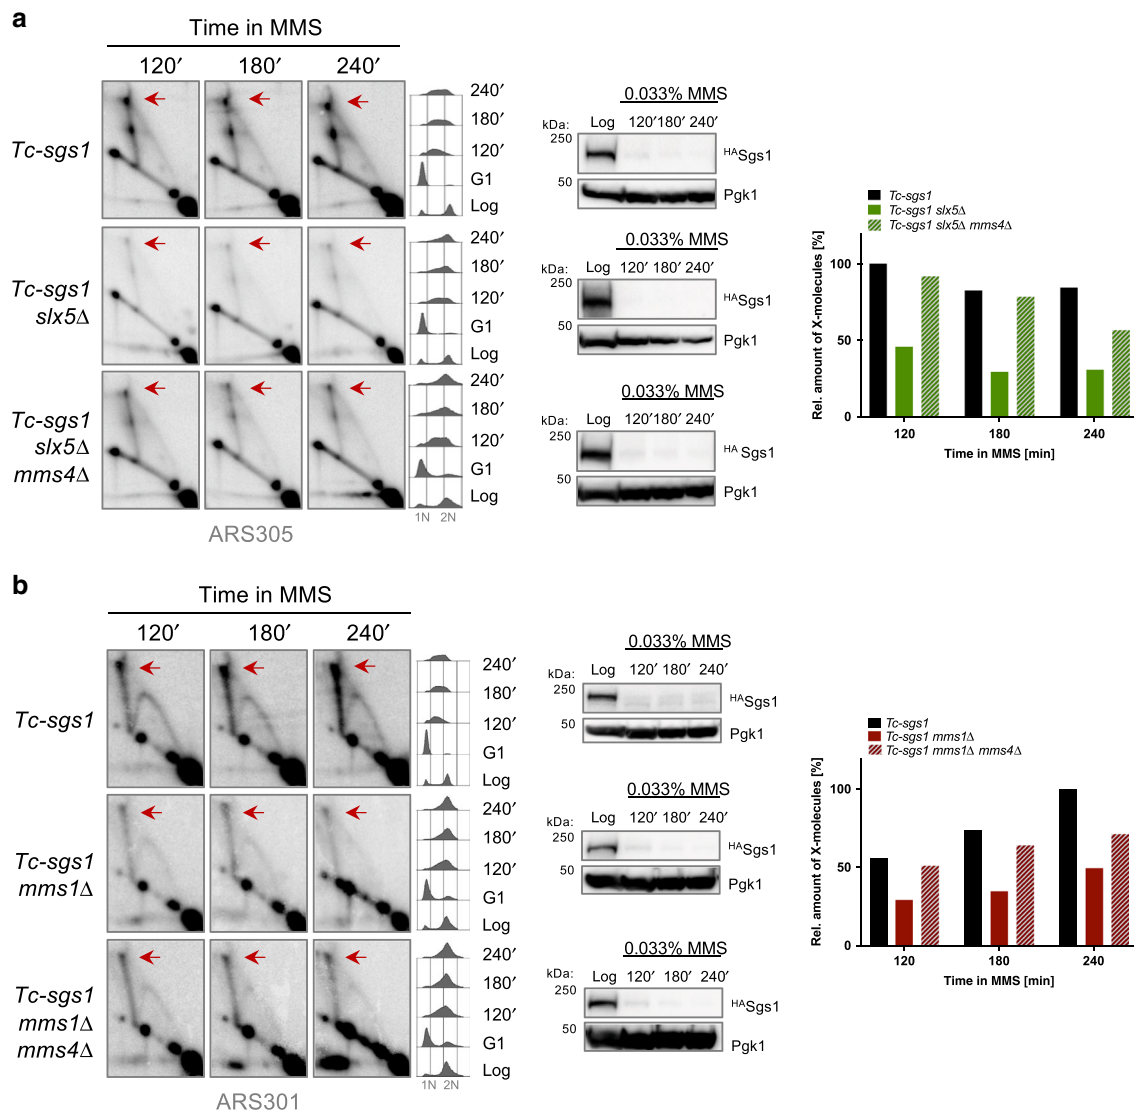 a
Time in MMS
120′ 180′ 240′
Tc-sgs1
240′
180′
120′
G1
Log
0.033% MMS
kDa: Log 120′ 180′ 240′
250
HASgs1
50
Pgk1
Tc-sgs1
slx5Δ
240′
180′
120′
G1
Log
0.033% MMS
kDa: Log 120′ 180′ 240′
250
HASgs1
50
Pgk1
Tc-sgs1
slx5Δ
mms4Δ
240′
180′
120′
G1
Log
1N 2N
0.033% MMS
kDa: Log 120′ 180′ 240′
250
HA Sgs1
50
Pgk1
ARS305
Tc-sgs1
Tc-sgs1 slx5Δ
Tc-sgs1 slx5Δ mms4Δ
Rel. amount of X-molecules [%]
100
50
0
120 180 240
Time in MMS [min]
b
Time in MMS
120′ 180′ 240′
Tc-sgs1
240′
180′
120′
G1
Log
0.033% MMS
kDa: Log 120′ 180′ 240′
250
HASgs1
50
Pgk1
Tc-sgs1
mms1Δ
240′
180′
120′
G1
Log
0.033% MMS
kDa: Log 120′ 180′ 240′
250
HASgs1
50
Pgk1
Tc-sgs1
mms1Δ
mms4Δ
240′
180′
120′
G1
Log
1N 2N
0.033% MMS
kDa: Log 120′ 180′ 240′
250
HASgs1
50
Pgk1
ARS301
Tc-sgs1
Tc-sgs1 mms1Δ
Tc-sgs1 mms1Δ mms4Δ
Rel. amount of X-molecules [%]
100
50
0
120 180 240
Time in MMS [min]